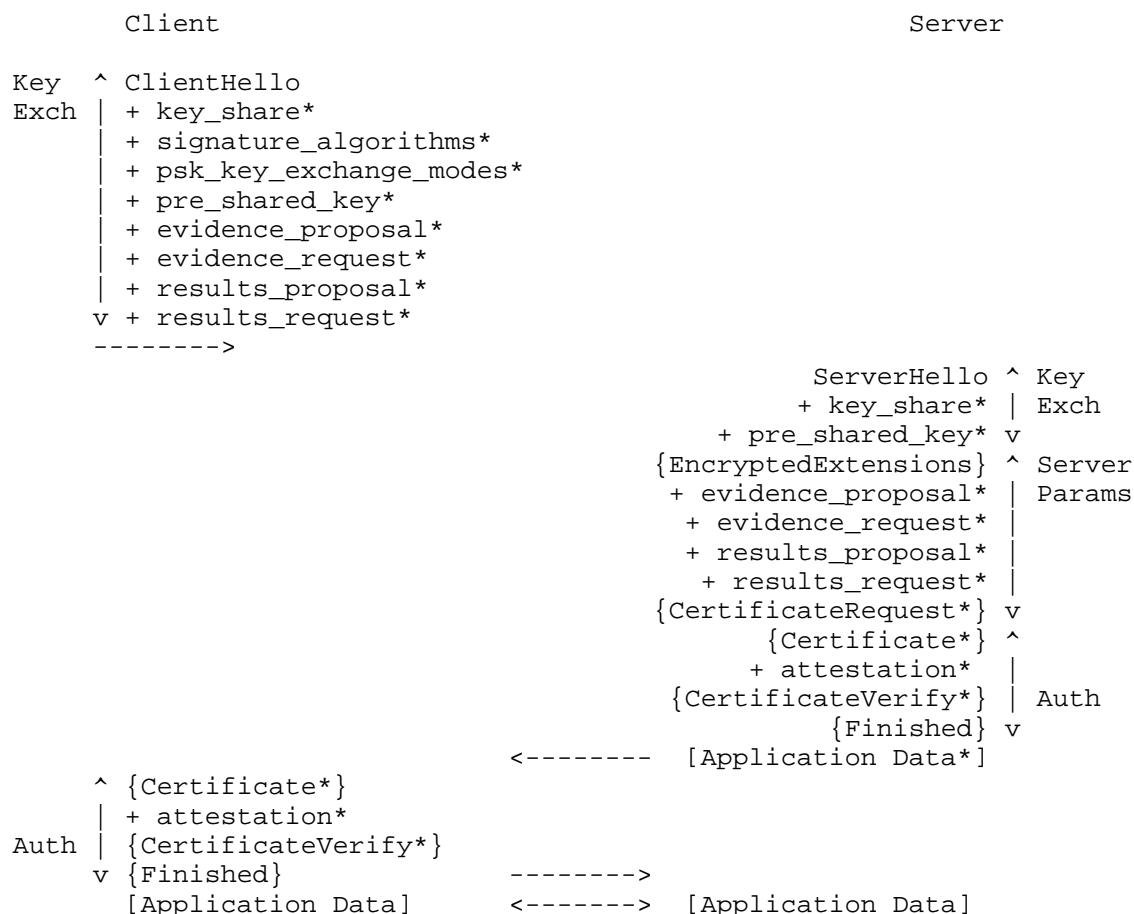 Client                                           Server

Key  ^ ClientHello
Exch | + key_share*
     | + signature_algorithms*
     | + psk_key_exchange_modes*
     | + pre_shared_key*
     | + evidence_proposal*
     | + evidence_request*
     | + results_proposal*
     v + results_request*
     -------->
                                                  ServerHello ^ Key
                                                 + key_share* | Exch
                                            + pre_shared_key* v
                                        {EncryptedExtensions} ^ Server
                                         + evidence_proposal* | Params
                                          + evidence_request* |
                                          + results_proposal* |
                                           + results_request* |
                                        {CertificateRequest*} v
                                               {Certificate*} ^
                                              + attestation*  |
                                         {CertificateVerify*} | Auth
                                                   {Finished} v
                               <--------  [Application Data*]
     ^ {Certificate*}
     | + attestation*
Auth | {CertificateVerify*}
     v {Finished}              -------->
       [Application Data]      <------->  [Application Data]